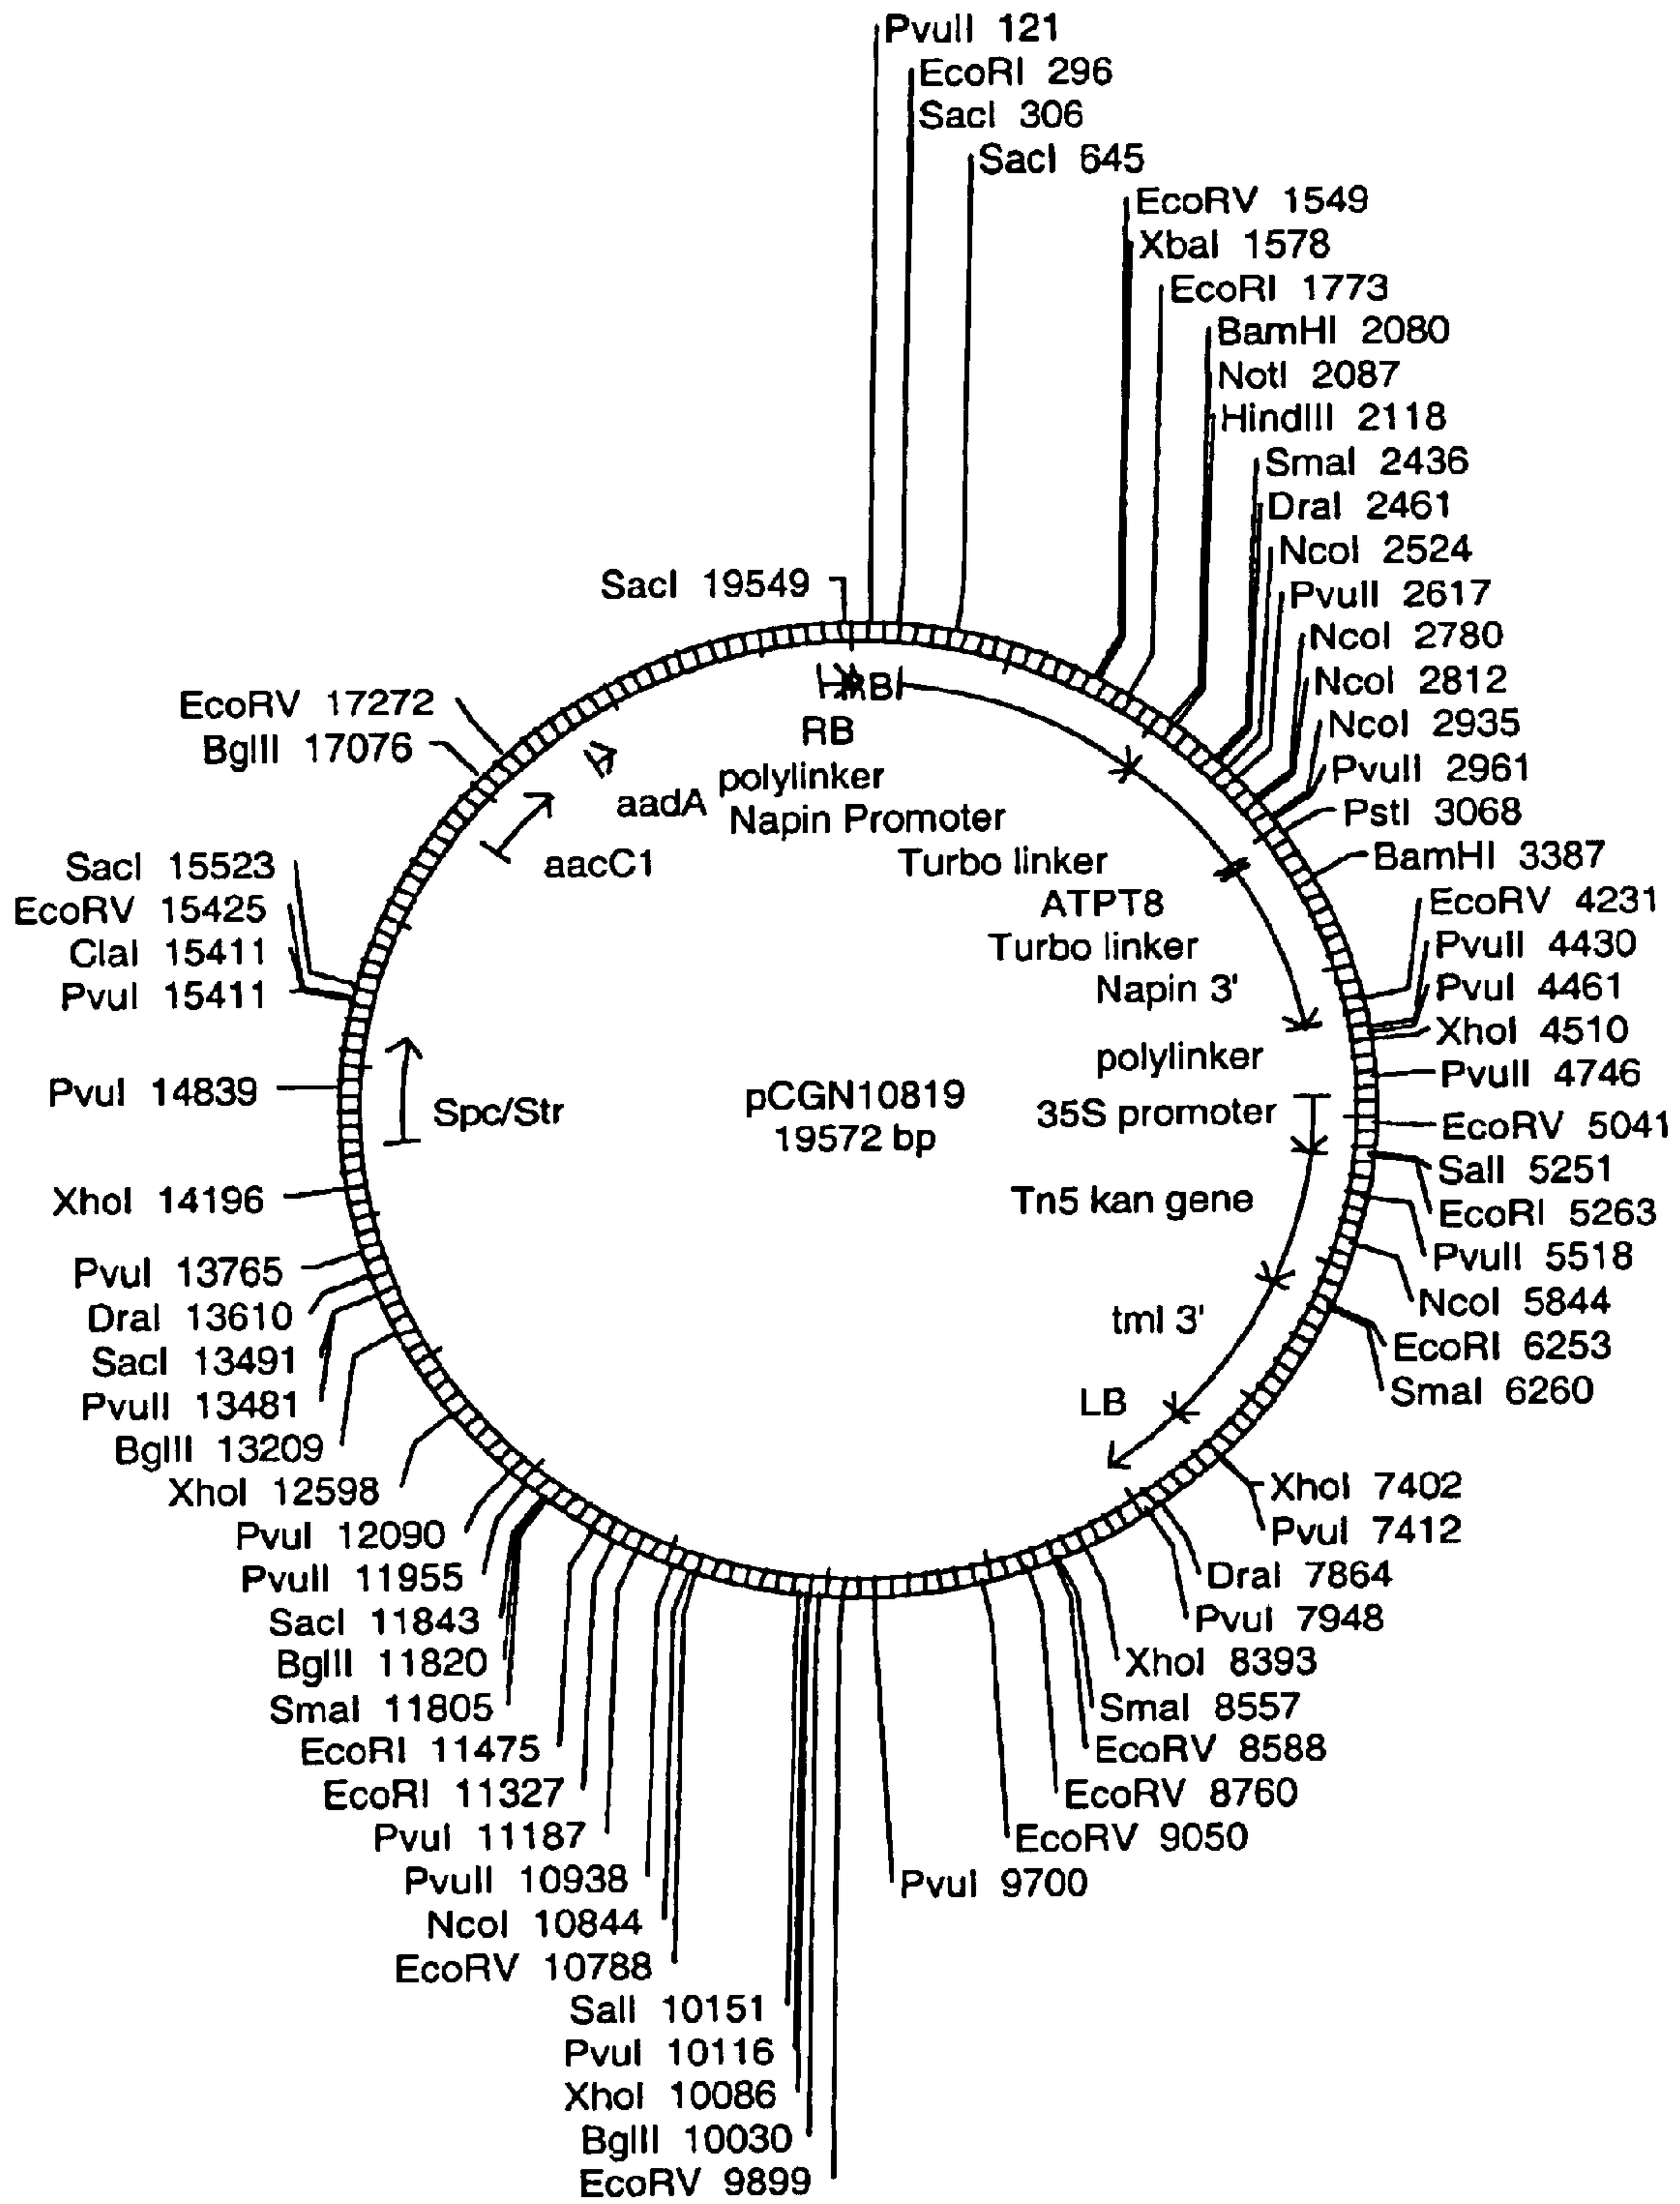 PvuII 121
EcoRI 296
SacI 306
SacI 645
EcoRV 1549
XbaI 1578
EcoRI 1773
BamHI 2080
NotI 2087
HindIII 2118
SmaI 2436
DraI 2461
NcoI 2524
PvuII 2617
NcoI 2780
NcoI 2812
NcoI 2935
PvuII 2961
PstI 3068
BamHI 3387
EcoRV 4231
PvuII 4430
PvuI 4461
XhoI 4510
PvuII 4746
EcoRV 5041
SalI 5251
EcoRI 5263
PvuII 5518
NcoI 5844
EcoRI 6253
SmaI 6260
XhoI 7402
PvuI 7412
DraI 7864
PvuI 7948
XhoI 8393
SmaI 8557
EcoRV 8588
EcoRV 8760
EcoRV 9050
PvuI 9700
EcoRV 9899
BglII 10030
XhoI 10086
PvuI 10116
SalI 10151
EcoRV 10788
NcoI 10844
PvuII 10938
PvuI 11187
EcoRI 11327
EcoRI 11475
SmaI 11805
BglII 11820
SacI 11843
PvuII 11955
PvuI 12090
XhoI 12598
BglII 13209
PvuII 13481
SacI 13491
DraI 13610
PvuI 13765
XhoI 14196
PvuI 14839
PvuI 15411
ClaI 15411
EcoRV 15425
SacI 15523
BglII 17076
EcoRV 17272
SacI 19549
RB
polylinker
Napin Promoter
Turbo linker
ATPT8
Turbo linker
Napin 3'
polylinker
35S promoter
Tn5 kan gene
tml 3'
LB
Spc/Str
aacC1
aadA
pCGN10819
19572 bp